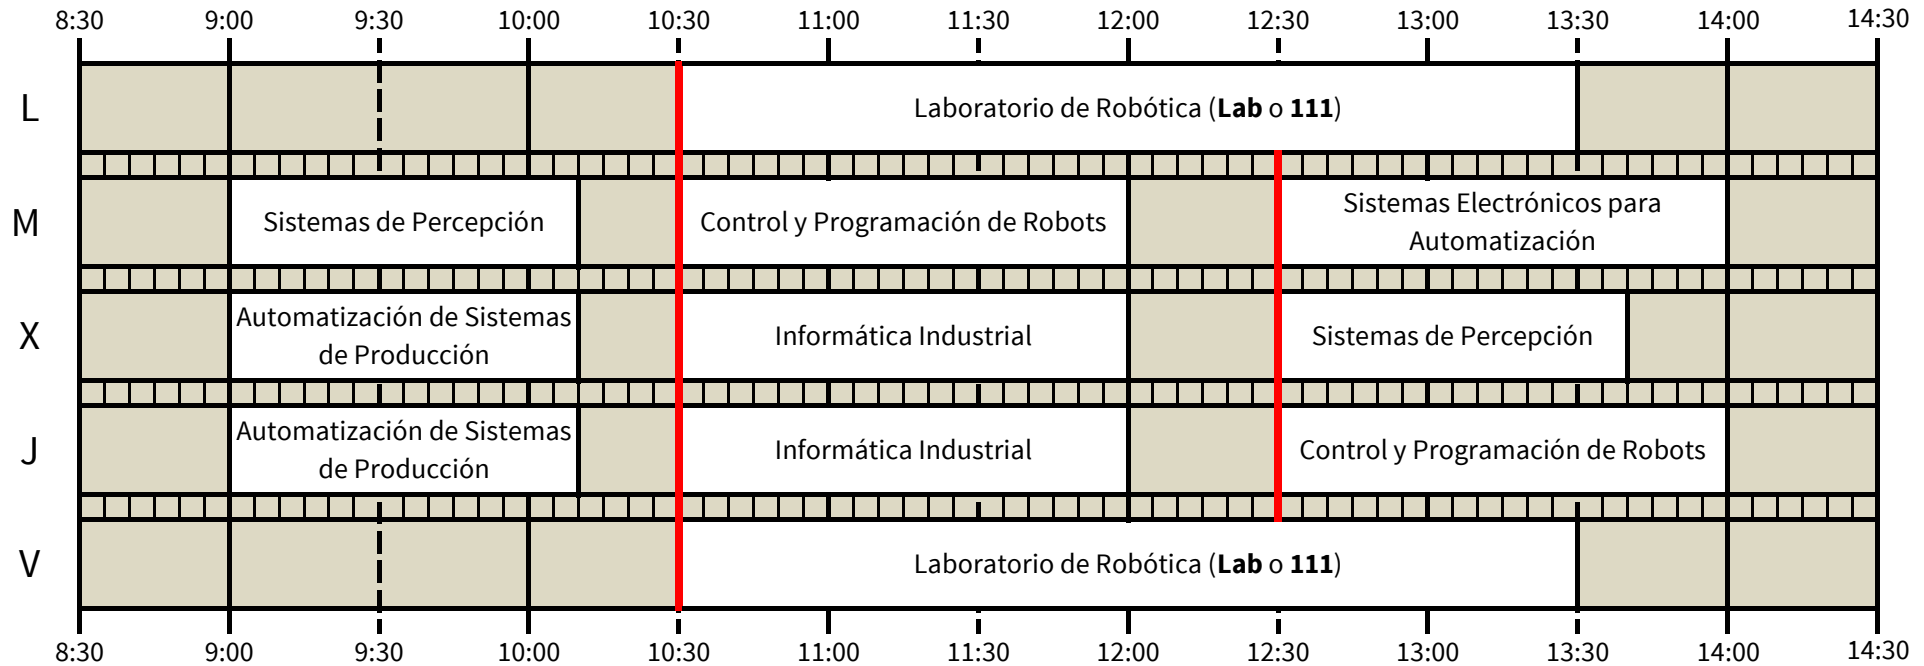 8:30 9:00 9:30 10:00 10:30 11:00 11:30 12:00 12:30 13:00 13:30 14:00 14:30
L
Laboratorio de Robótica (Lab o 111)
M
Sistemas de Percepción
Control y Programación de Robots
Sistemas Electrónicos para
Automatización
X
Automatización de Sistemas
de Producción
Informática Industrial
Sistemas de Percepción
J
Automatización de Sistemas
de Producción
Informática Industrial
Control y Programación de Robots
V
Laboratorio de Robótica (Lab o 111)
8:30 9:00 9:30 10:00 10:30 11:00 11:30 12:00 12:30 13:00 13:30 14:00 14:30